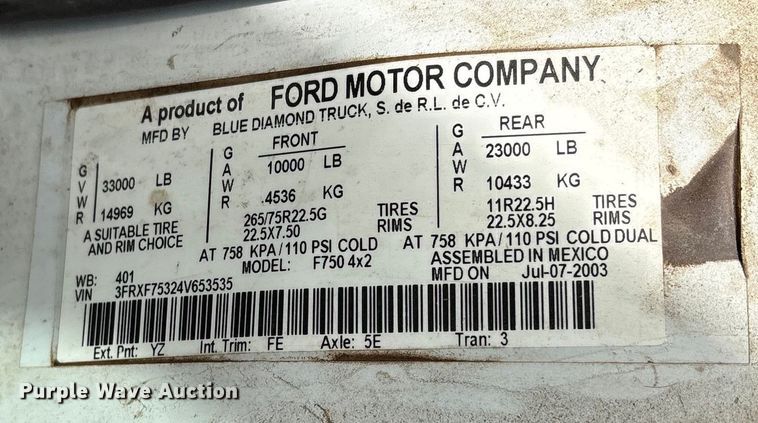 A product of FORD MOTOR COMPANY
MFD BY BLUE DIAMOND TRUCK, S. de R.L. de C.V.
GVWR 33000 LB
14969 KG
A SUITABLE TIRE
AND RIM CHOICE
FRONT
GAWR 10000 LB
.4536 KG
265/75R22.5G TIRES
22.5X7.50 RIMS
AT 758 KPA/110 PSI COLD
REAR
GAWR 23000 LB
10433 KG
11R22.5H TIRES
22.5X8.25 RIMS
AT 758 KPA/110 PSI COLD DUAL
WB: 401 MODEL: F750 4x2 ASSEMBLED IN MEXICO
VIN 3FRXF75324V653535 MFD ON Jul-07-2003
Ext. Pnt: YZ Int. Trim: FE Axle: 5E Tran: 3
Purple Wave Auction